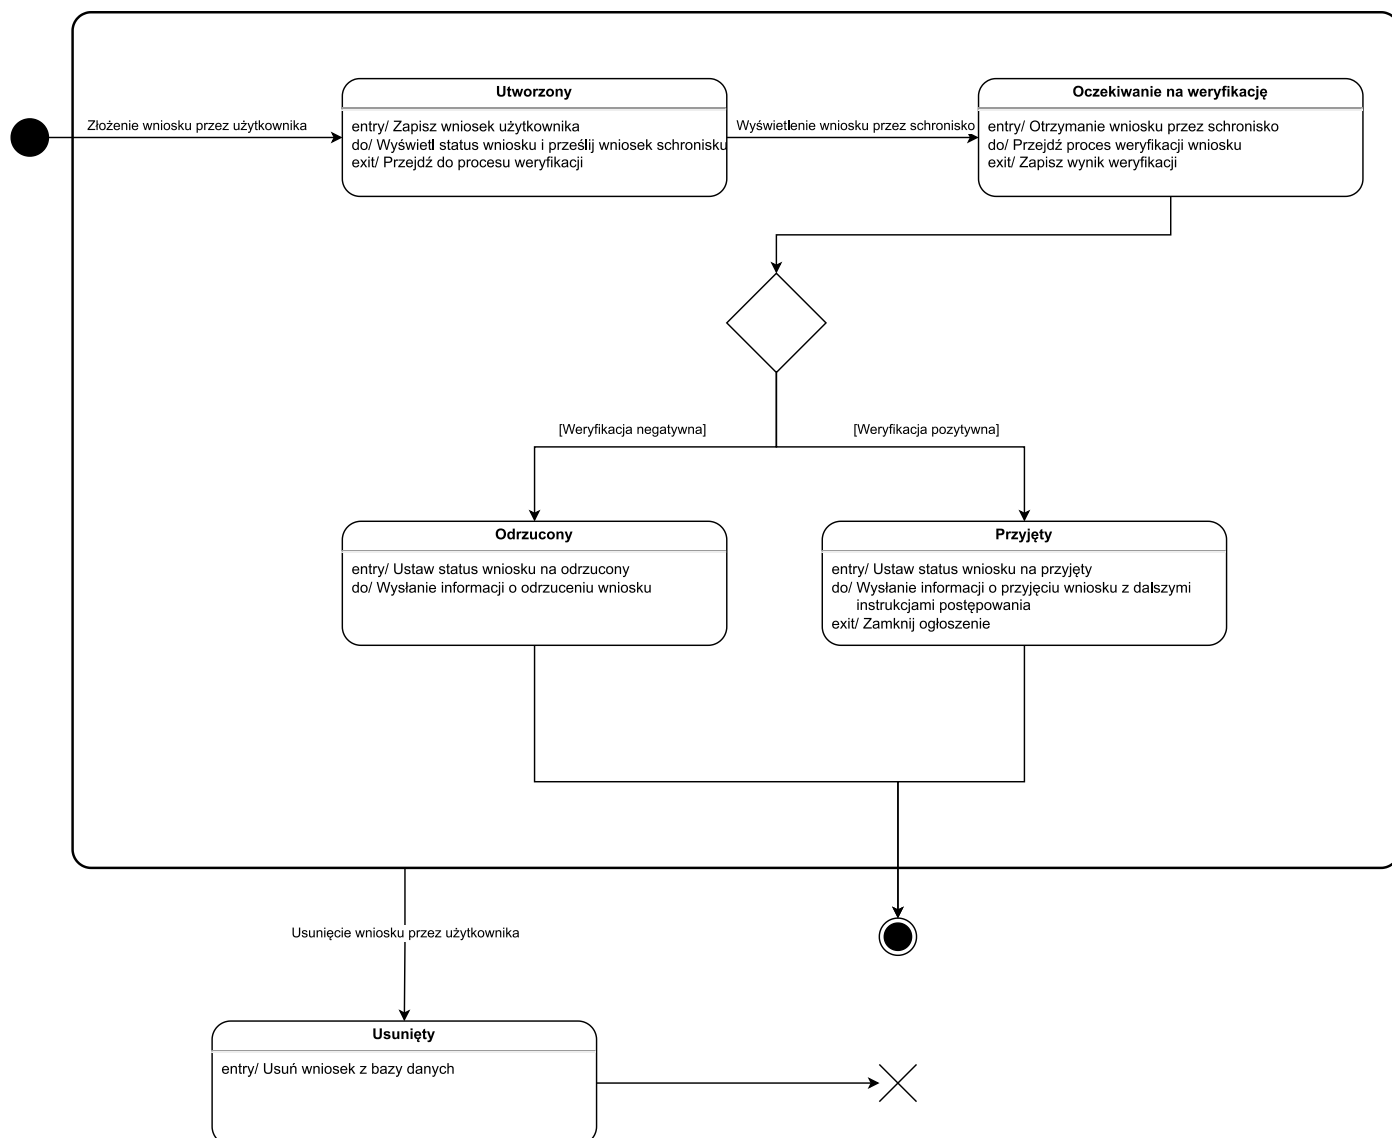 Utworzony
entry/ Zapisz wniosek użytkownika
do/ Wyświetl status wniosku i prześlij wniosek schronisku
exit/ Przejdź do procesu weryfikacji
Oczekiwanie na weryfikację
entry/ Otrzymanie wniosku przez schronisko
do/ Przejdź proces weryfikacji wniosku
exit/ Zapisz wynik weryfikacji
Złożenie wniosku przez użytkownika
Wyświetlenie wniosku przez schronisko
[Weryfikacja negatywna]
[Weryfikacja pozytywna]
Odrzucony
entry/ Ustaw status wniosku na odrzucony
do/ Wysłanie informacji o odrzuceniu wniosku
Przyjęty
entry/ Ustaw status wniosku na przyjęty
do/ Wysłanie informacji o przyjęciu wniosku z dalszymi
instrukcjami postępowania
exit/ Zamknij ogłoszenie
Usunięcie wniosku przez użytkownika
Usunięty
entry/ Usuń wniosek z bazy danych